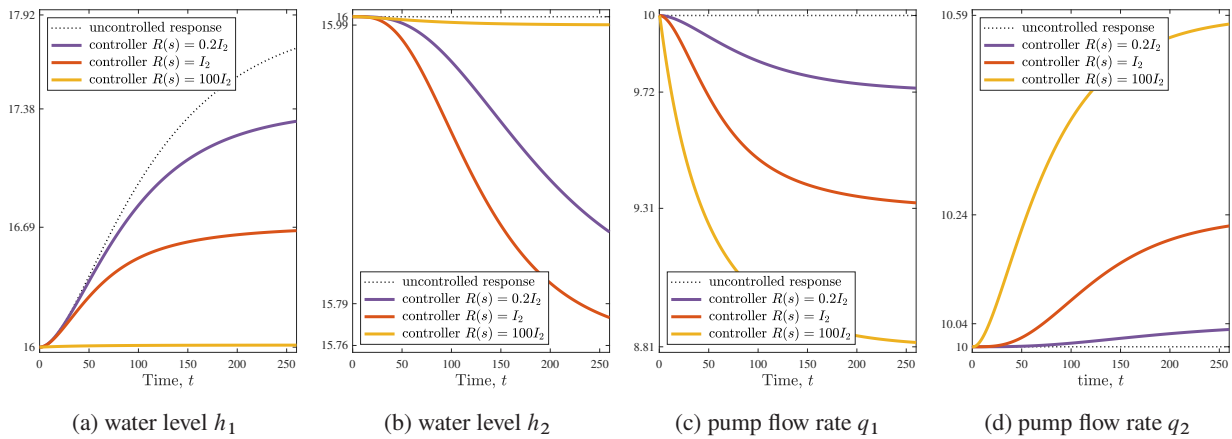 17.92
17.38
16.69
16
0
50
100
150
200
250
Time, t
uncontrolled response
controller R(s) = 0.2I₂
controller R(s) = I₂
controller R(s) = 100I₂
(a) water level h₁
16
15.99
15.79
15.76
0
50
100
150
200
250
Time, t
uncontrolled response
controller R(s) = 0.2I₂
controller R(s) = I₂
controller R(s) = 100I₂
(b) water level h₂
10
9.72
9.31
8.81
0
50
100
150
200
250
Time, t
uncontrolled response
controller R(s) = 0.2I₂
controller R(s) = I₂
controller R(s) = 100I₂
(c) pump flow rate q₁
10.59
10.24
10.04
10
0
50
100
150
200
250
time, t
uncontrolled response
controller R(s) = 0.2I₂
controller R(s) = I₂
controller R(s) = 100I₂
(d) pump flow rate q₂